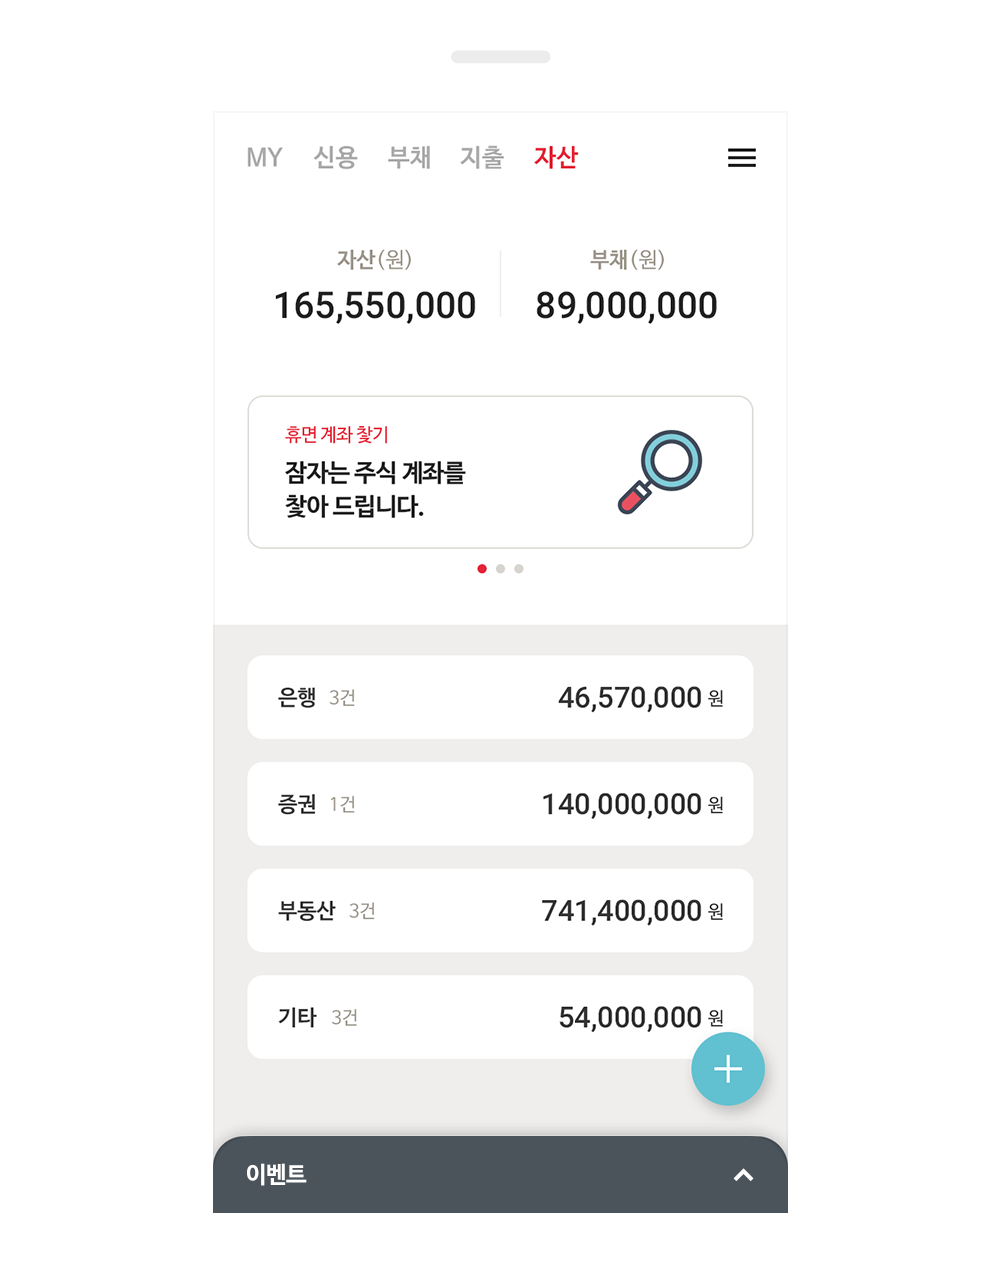 MY 신용 부채 지출 자산
자산(원) 부채(원)
165,550,000 89,000,000
휴면 계좌 찾기
잠자는 주식 계좌를
찾아 드립니다.
은행 3건 46,570,000 원
증권 1건 140,000,000 원
부동산 3건 741,400,000 원
기타 3건 54,000,000 원
이벤트